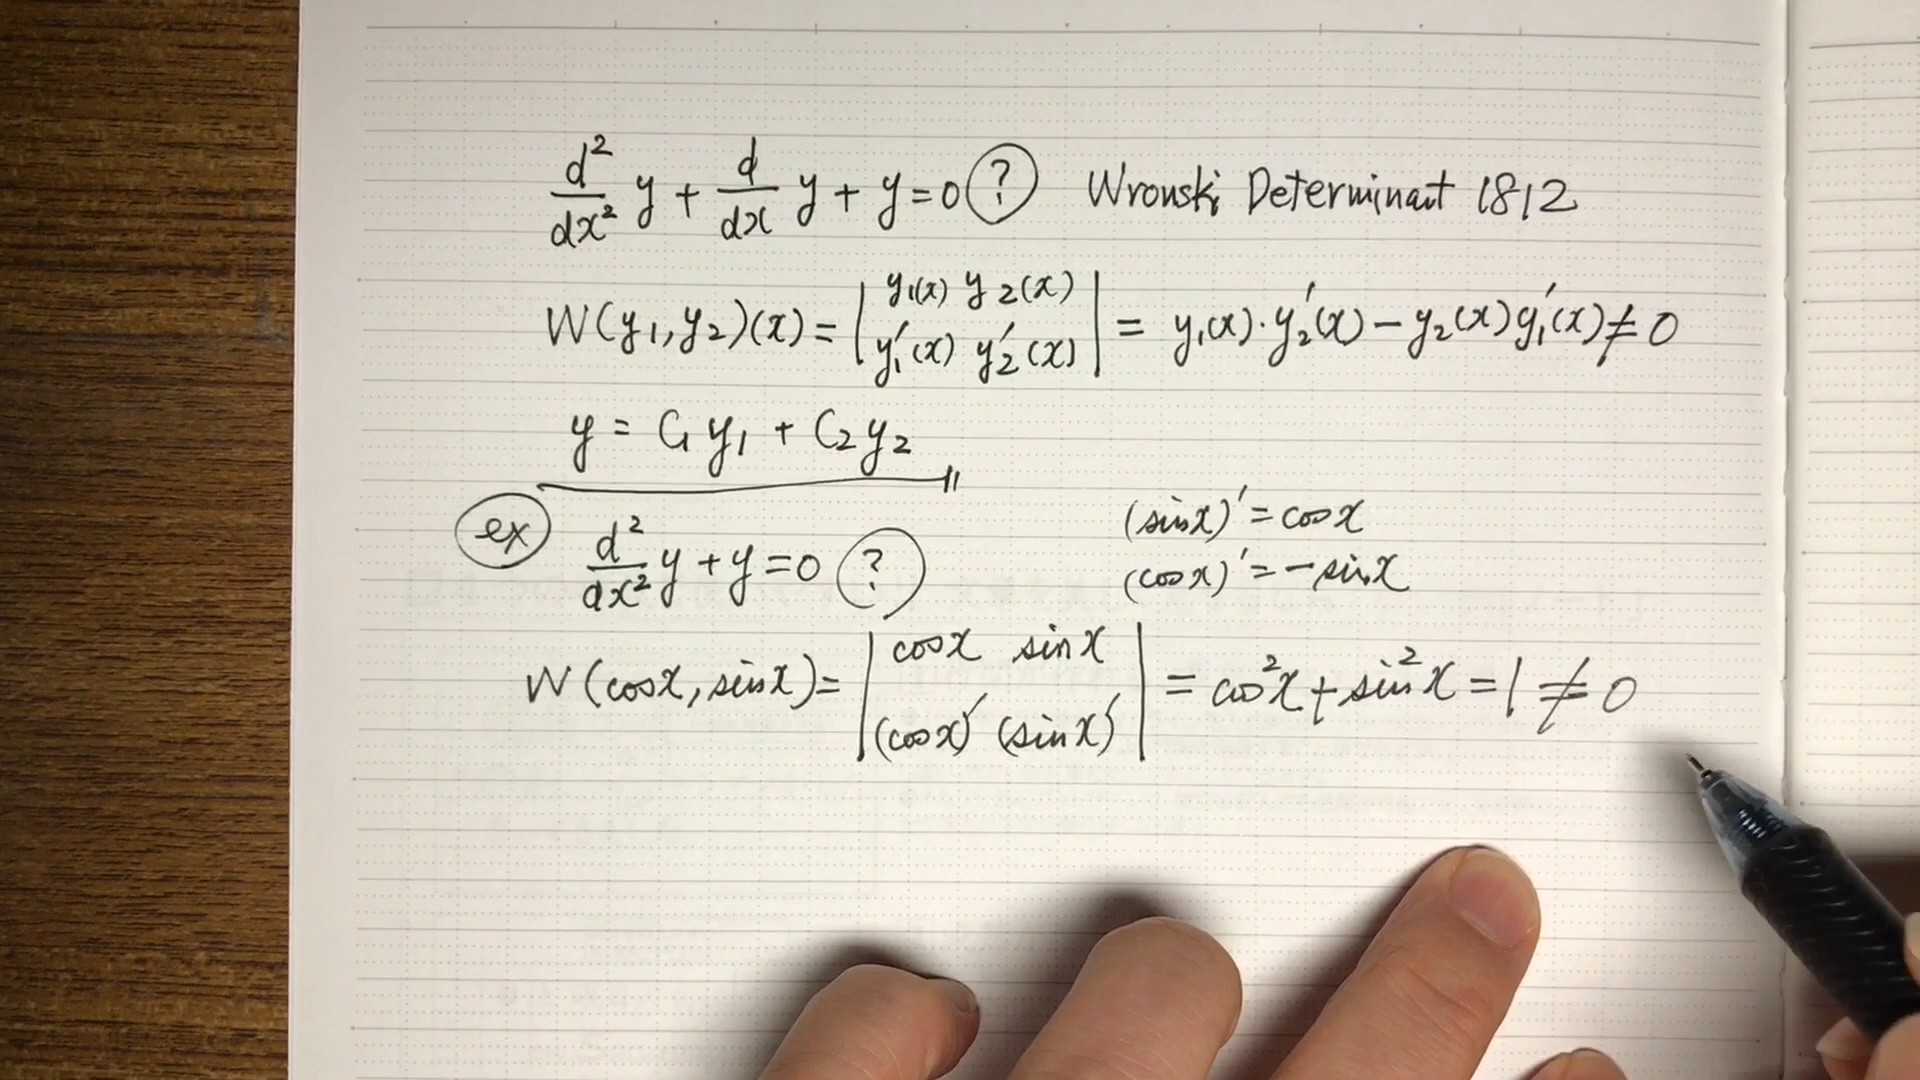 d²/dx² y + d/dx y + y = 0 ? Wronski Determinant 1812
W(y₁, y₂)(x) = | y₁(x) y₂(x) ; y₁′(x) y₂′(x) | = y₁(x)·y₂′(x) − y₂(x)y₁′(x) ≠ 0
y = C₁y₁ + C₂y₂
ex d²/dx² y + y = 0 ?
(sin x)′ = cos x
(cos x)′ = −sin x
W(cos x, sin x) = | cos x sin x ; (cos x)′ (sin x)′ | = cos²x + sin²x = 1 ≠ 0